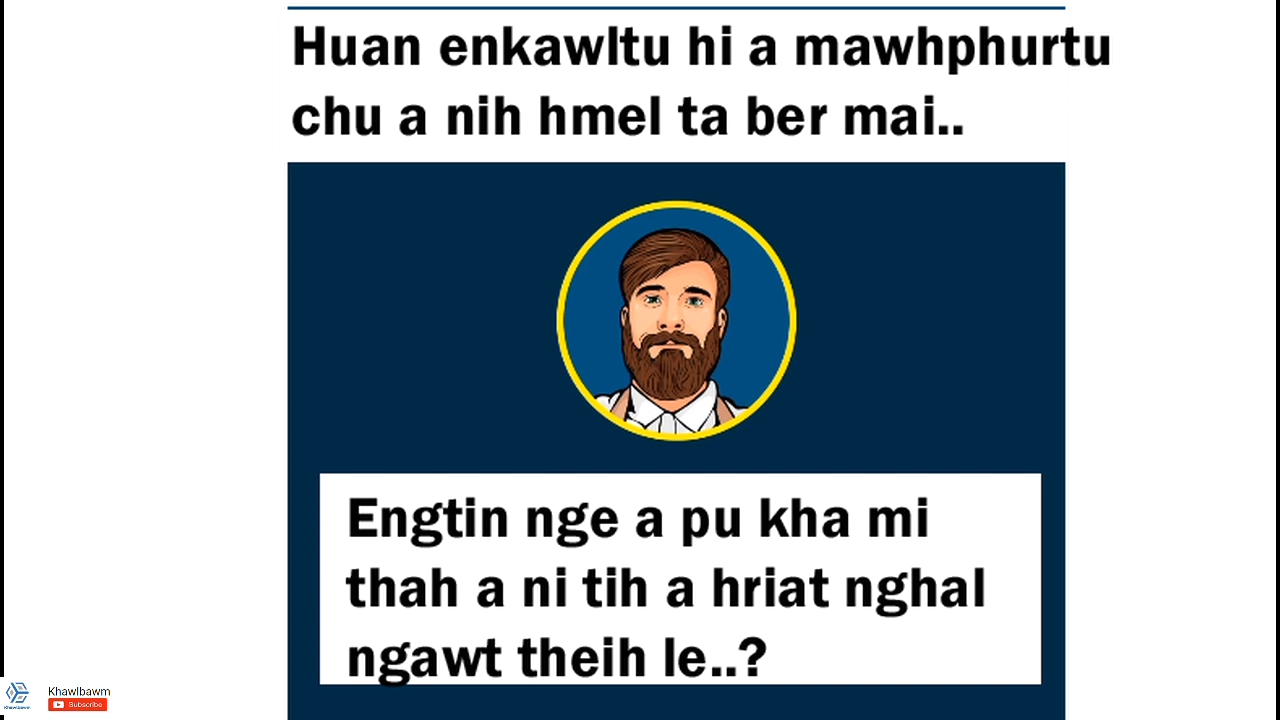 Huan enkawltu hi a mawhphurtu
chu a nih hmel ta ber mai..
Engtin nge a pu kha mi
thah a ni tih a hriat nghal
ngawt theih le..?
Khawlbawm
Khawlbawm
Subscribe